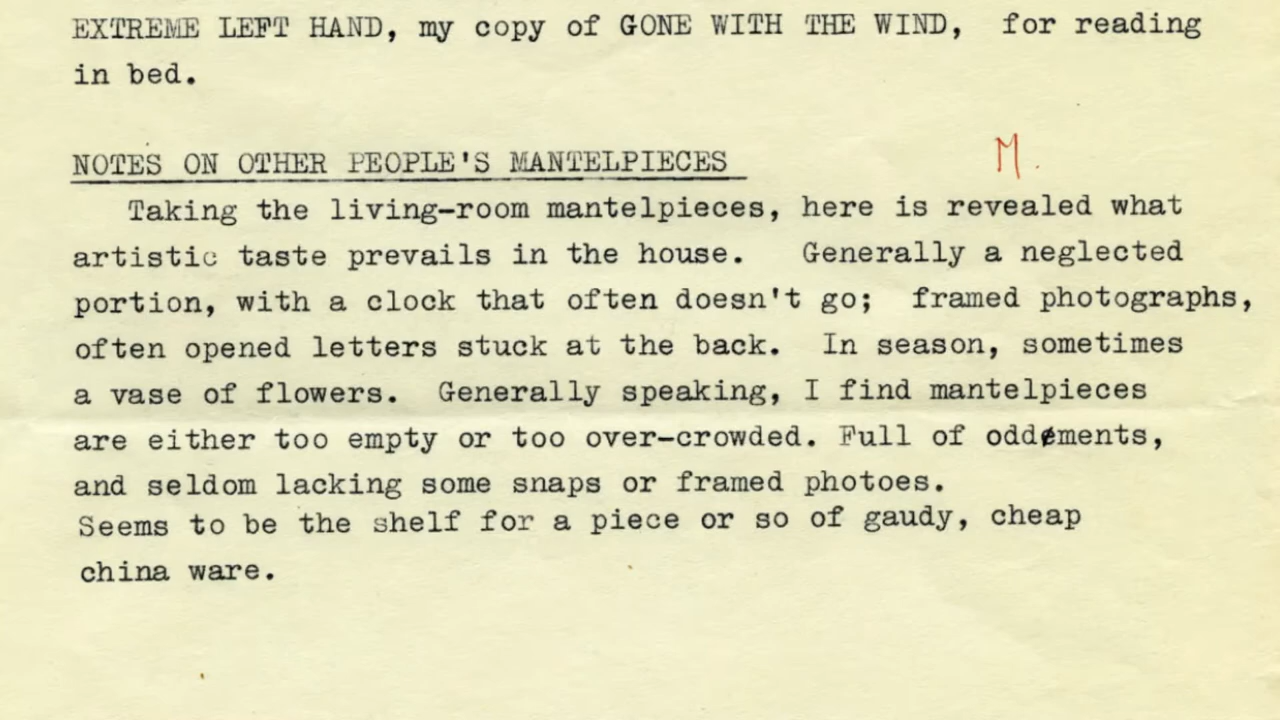 EXTREME LEFT HAND, my copy of GONE WITH THE WIND, for reading
in bed.
M.
NOTES ON OTHER PEOPLE'S MANTELPIECES
Taking the living-room mantelpieces, here is revealed what
artistic taste prevails in the house. Generally a neglected
portion, with a clock that often doesn't go; framed photographs,
often opened letters stuck at the back. In season, sometimes
a vase of flowers. Generally speaking, I find mantelpieces
are either too empty or too over-crowded. Full of oddements,
and seldom lacking some snaps or framed photoes.
Seems to be the shelf for a piece or so of gaudy, cheap
china ware.